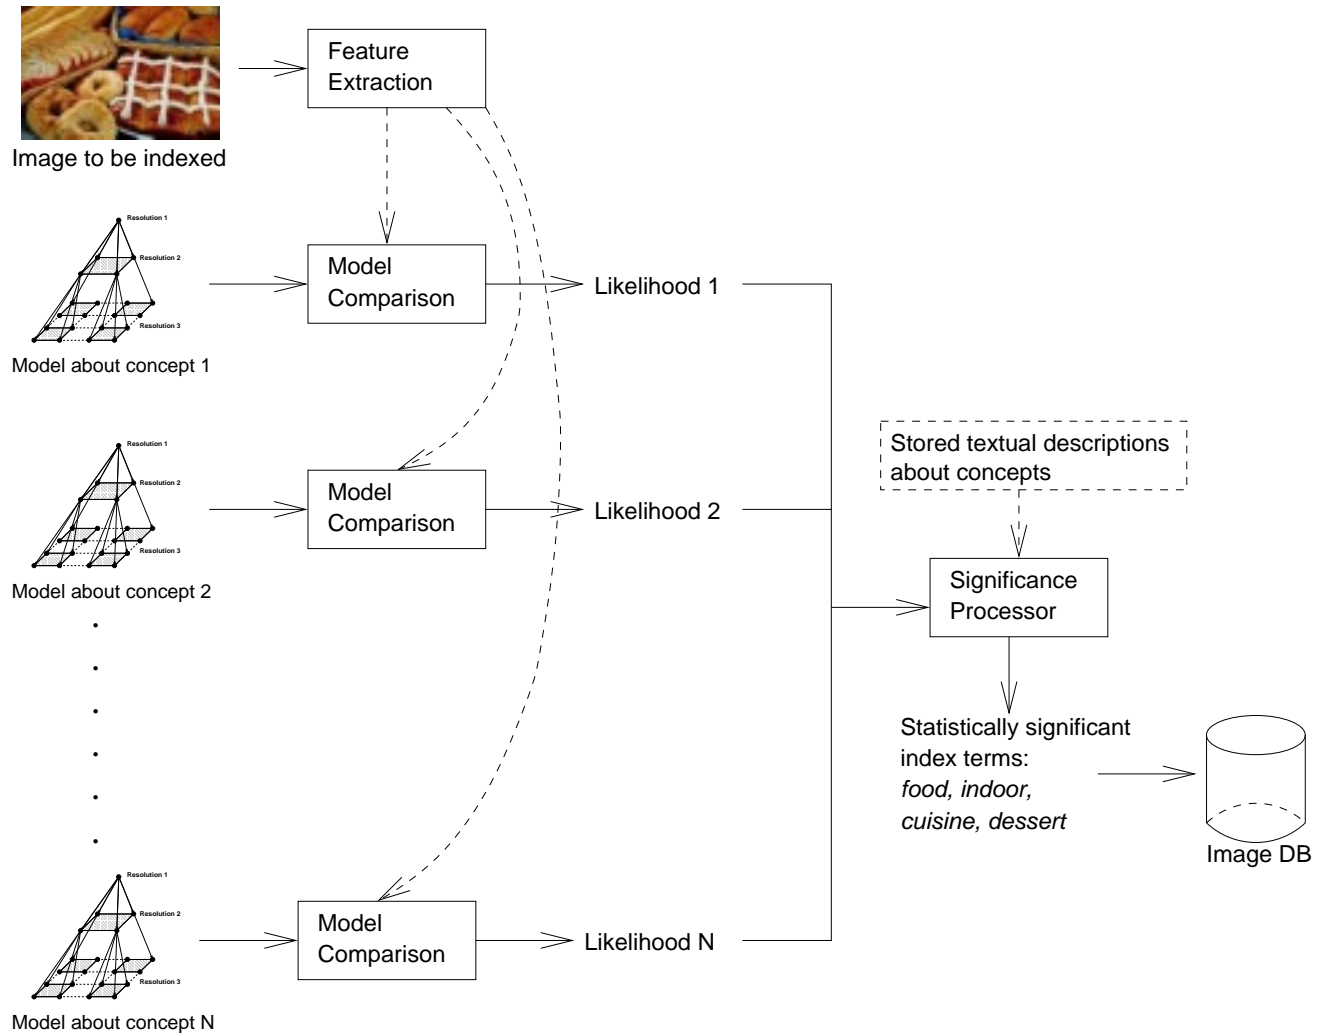 Feature
Extraction
Image to be indexed
Resolution 1
Resolution 2
Resolution 3
Model about concept 1
Model
Comparison
Likelihood 1
Resolution 1
Resolution 2
Resolution 3
Model about concept 2
Model
Comparison
Likelihood 2
Stored textual descriptions
about concepts
Significance
Processor
Statistically significant
index terms:
food, indoor,
cuisine, dessert
Image DB
Resolution 1
Resolution 2
Resolution 3
Model about concept N
Model
Comparison
Likelihood N